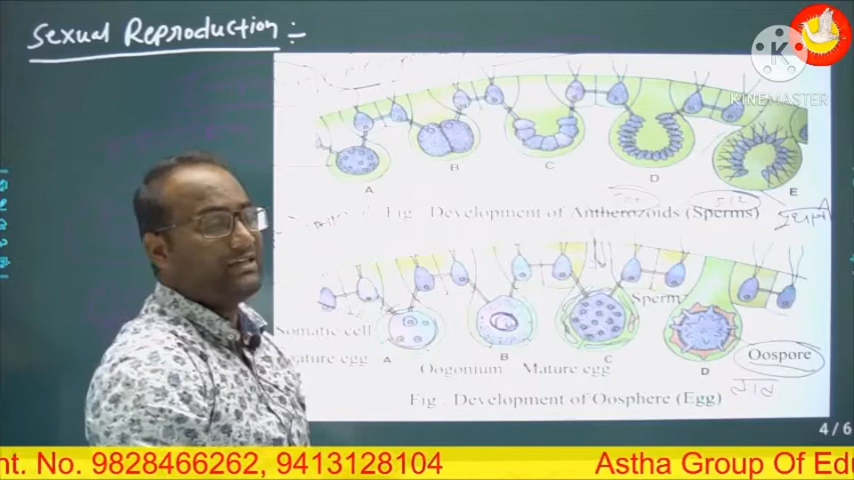 Sexual Reproduction :-
KINEMASTER
A B C D E
Fig. Development of Antherozoids (Sperms)
Sperm
Somatic cell
Oospore
Mature egg
A B C D
Oogonium Mature egg
Fig. : Development of Oosphere (Egg)
4/6
nt. No. 9828466262, 9413128104 Astha Group Of Edu